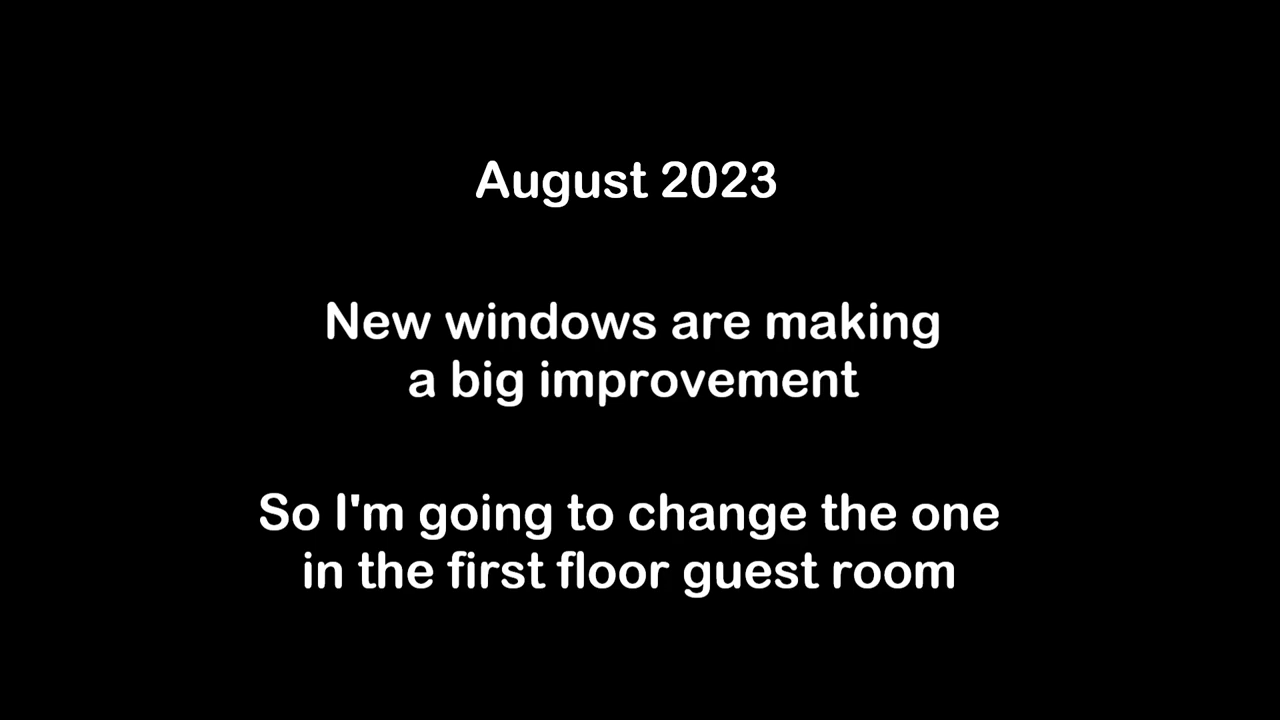 August 2023
New windows are making
a big improvement
So I'm going to change the one
in the first floor guest room